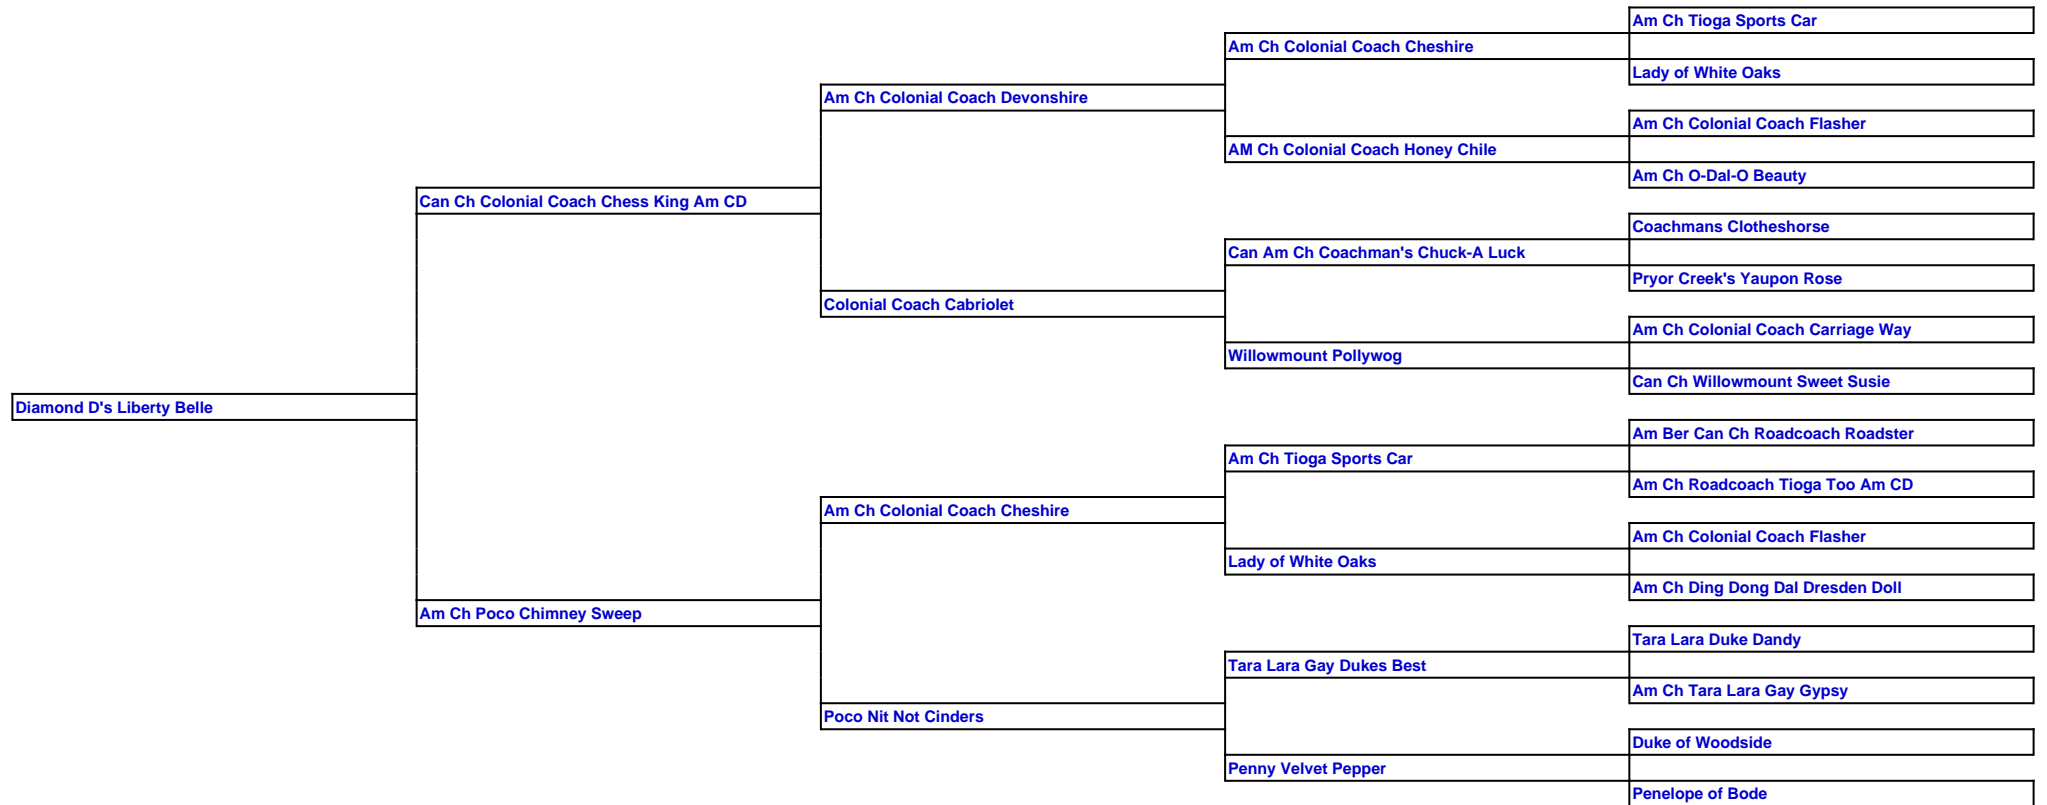 Am Ch Tioga Sports Car
Am Ch Colonial Coach Cheshire
Lady of White Oaks
Am Ch Colonial Coach Devonshire
Am Ch Colonial Coach Flasher
AM Ch Colonial Coach Honey Chile
Am Ch O-Dal-O Beauty
Can Ch Colonial Coach Chess King Am CD
Coachmans Clotheshorse
Can Am Ch Coachman's Chuck-A Luck
Pryor Creek's Yaupon Rose
Colonial Coach Cabriolet
Am Ch Colonial Coach Carriage Way
Willowmount Pollywog
Can Ch Willowmount Sweet Susie
Diamond D's Liberty Belle
Am Ber Can Ch Roadcoach Roadster
Am Ch Tioga Sports Car
Am Ch Roadcoach Tioga Too Am CD
Am Ch Colonial Coach Cheshire
Am Ch Colonial Coach Flasher
Lady of White Oaks
Am Ch Ding Dong Dal Dresden Doll
Am Ch Poco Chimney Sweep
Tara Lara Duke Dandy
Tara Lara Gay Dukes Best
Am Ch Tara Lara Gay Gypsy
Poco Nit Not Cinders
Duke of Woodside
Penny Velvet Pepper
Penelope of Bode